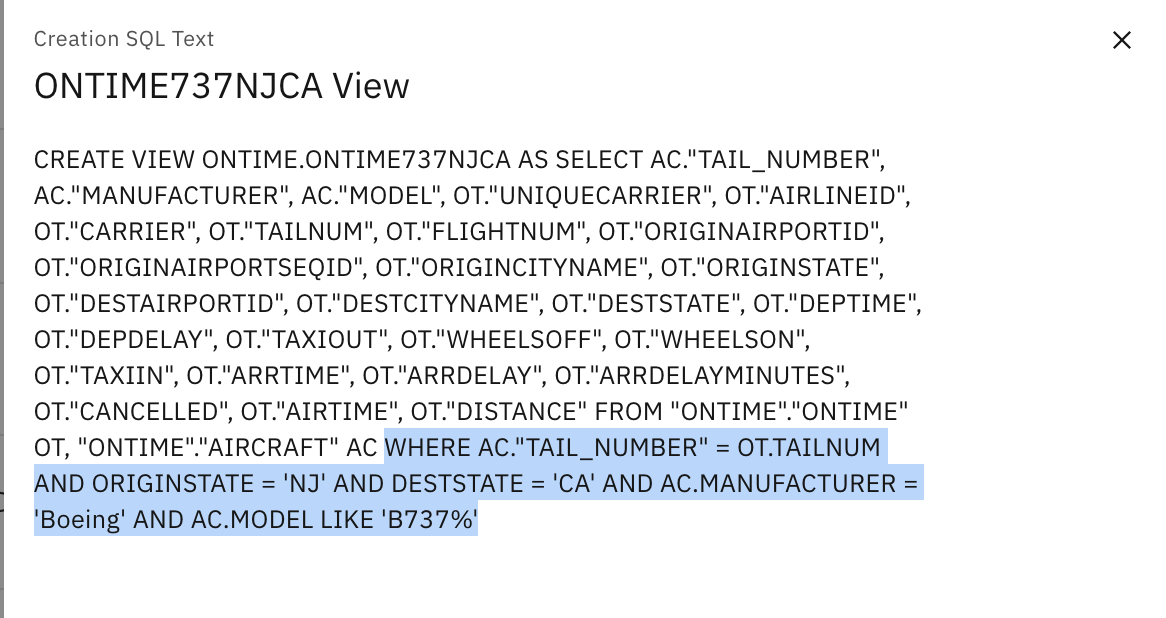 Creation SQL Text
ONTIME737NJCA View
CREATE VIEW ONTIME.ONTIME737NJCA AS SELECT AC."TAIL_NUMBER",
AC."MANUFACTURER", AC."MODEL", OT."UNIQUECARRIER", OT."AIRLINEID",
OT."CARRIER", OT."TAILNUM", OT."FLIGHTNUM", OT."ORIGINAIRPORTID",
OT."ORIGINAIRPORTSEQID", OT."ORIGINCITYNAME", OT."ORIGINSTATE",
OT."DESTAIRPORTID", OT."DESTCITYNAME", OT."DESTSTATE", OT."DEPTIME",
OT."DEPDELAY", OT."TAXIOUT", OT."WHEELSOFF", OT."WHEELSON",
OT."TAXIIN", OT."ARRTIME", OT."ARRDELAY", OT."ARRDELAYMINUTES",
OT."CANCELLED", OT."AIRTIME", OT."DISTANCE" FROM "ONTIME"."ONTIME"
OT, "ONTIME"."AIRCRAFT" AC WHERE AC."TAIL_NUMBER" = OT.TAILNUM
AND ORIGINSTATE = 'NJ' AND DESTSTATE = 'CA' AND AC.MANUFACTURER =
'Boeing' AND AC.MODEL LIKE 'B737%'